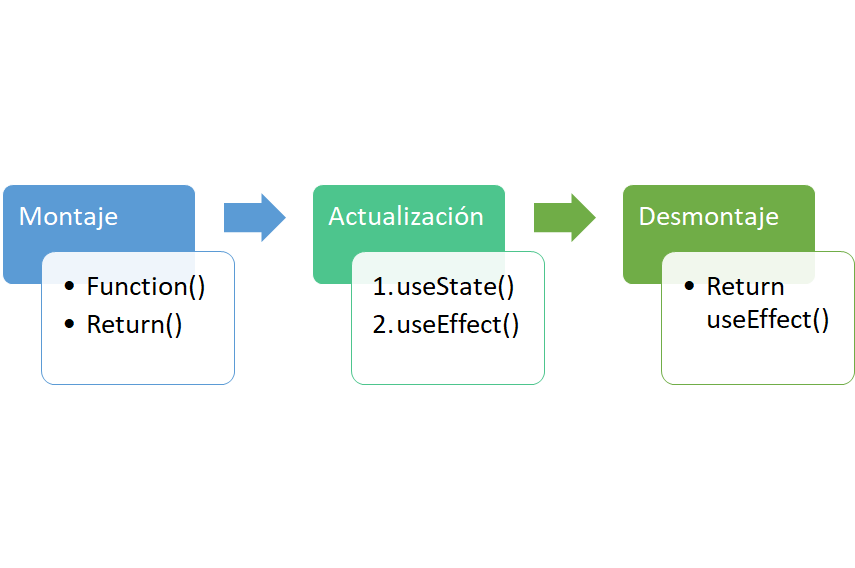 Montaje
• Function()
• Return()
Actualización
1.useState()
2.useEffect()
Desmontaje
• Return
useEffect()